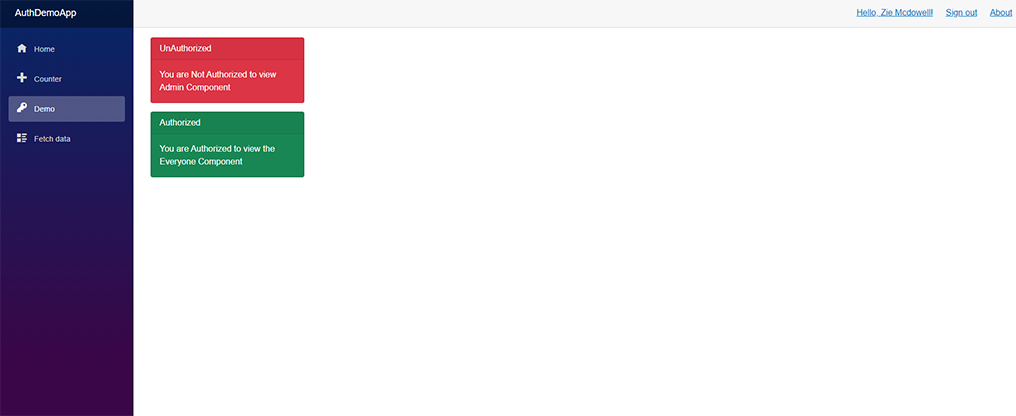 AuthDemoApp
Hello, Zie Mcdowell!
Sign out
About
Home
Counter
Demo
Fetch data
UnAuthorized
You are Not Authorized to view
Admin Component
Authorized
You are Authorized to view the
Everyone Component